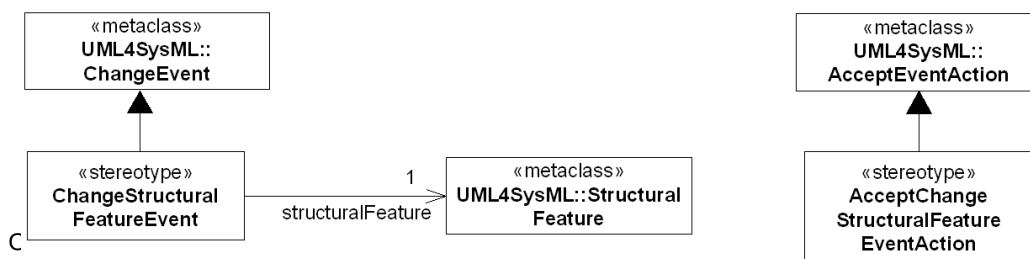 «metaclass»
UML4SysML::
ChangeEvent
«metaclass»
UML4SysML::
AcceptEventAction
«stereotype»
ChangeStructural
FeatureEvent
1
structuralFeature
«metaclass»
UML4SysML::Structural
Feature
«stereotype»
AcceptChange
StructuralFeature
EventAction
C